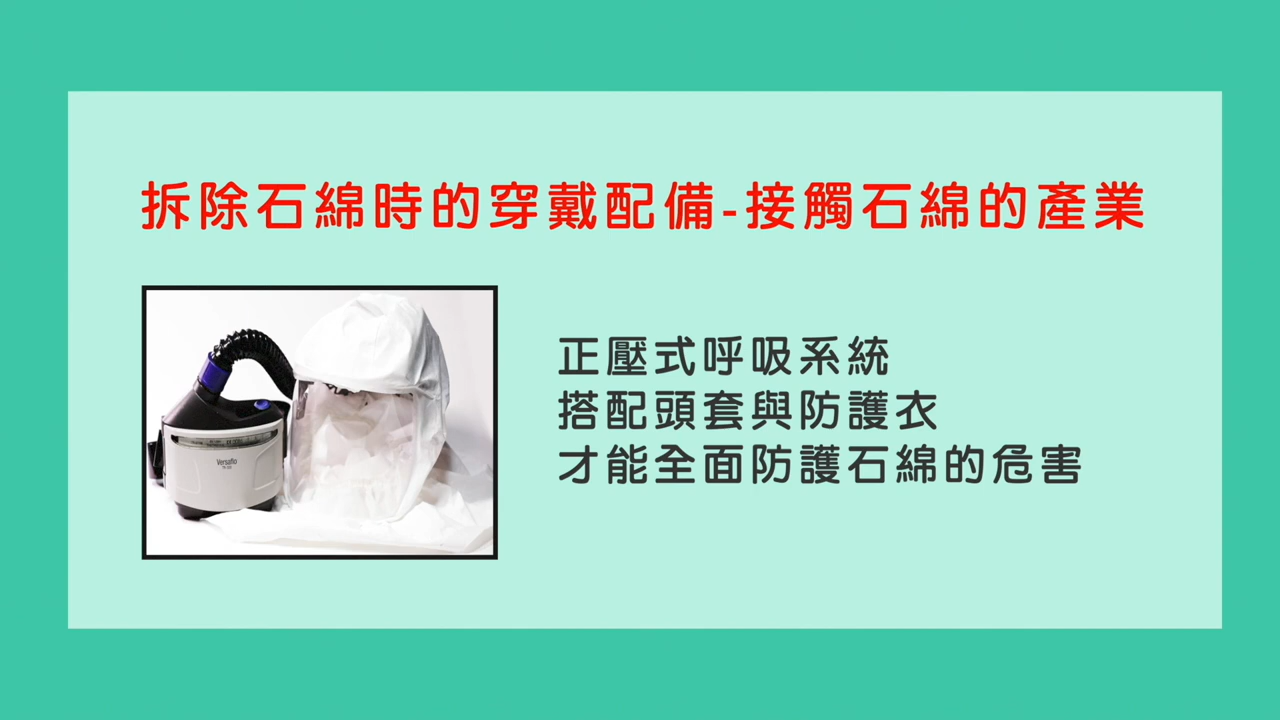 拆除石綿時的穿戴配備-接觸石綿的產業
正壓式呼吸系統
搭配頭套與防護衣
才能全面防護石綿的危害
Versaflo